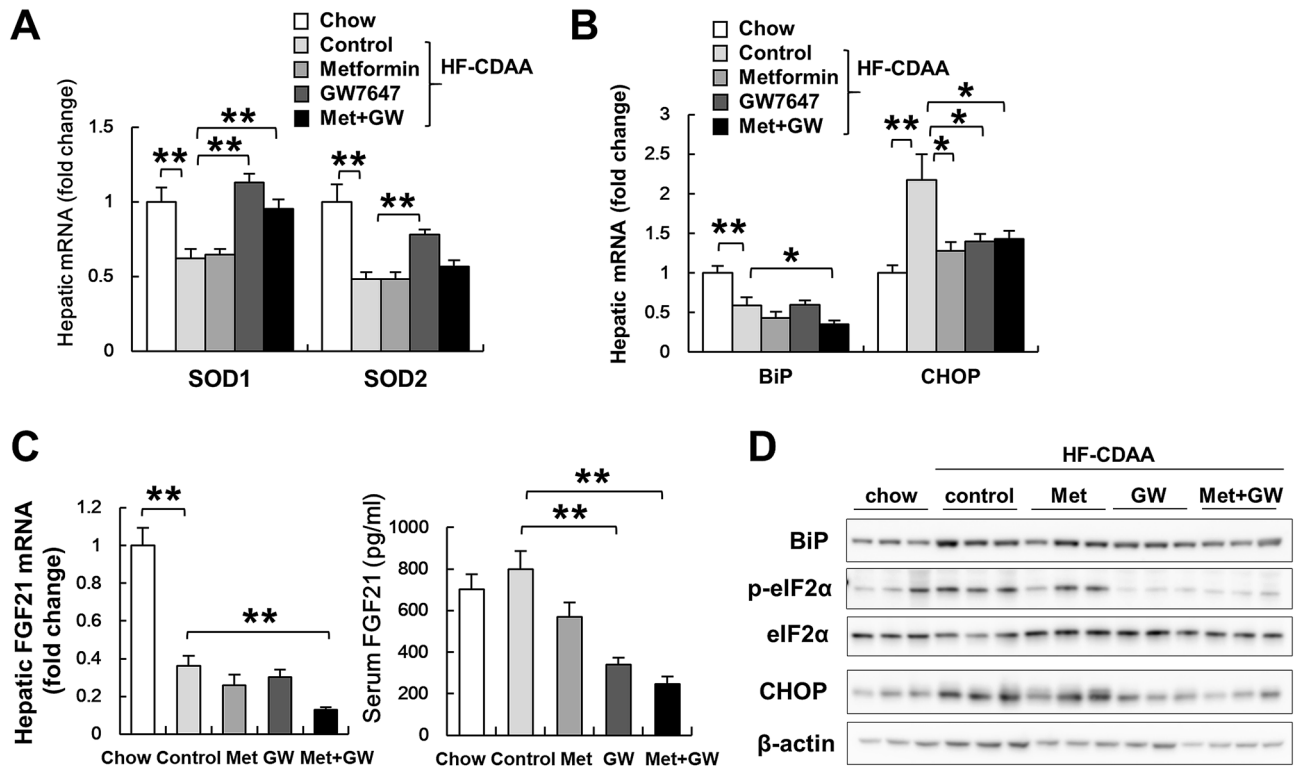 A
Chow
Control
Metformin
GW7647
Met+GW
HF-CDAA
Hepatic mRNA (fold change)
1.5
1
0.5
0
** ** **
** **
SOD1 SOD2
B
Chow
Control
Metformin
GW7647
Met+GW
HF-CDAA
Hepatic mRNA (fold change)
3
2.5
2
1.5
1
0.5
0
** *
** * * *
BiP CHOP
C
Hepatic FGF21 mRNA
(fold change)
1.2
1
0.8
0.6
0.4
0.2
0
**
**
Chow Control Met GW Met+GW
Serum FGF21 (pg/ml)
1000
800
600
400
200
0
**
**
Chow Control Met GW Met+GW
D
HF-CDAA
chow control Met GW Met+GW
BiP
p-eIF2α
eIF2α
CHOP
β-actin